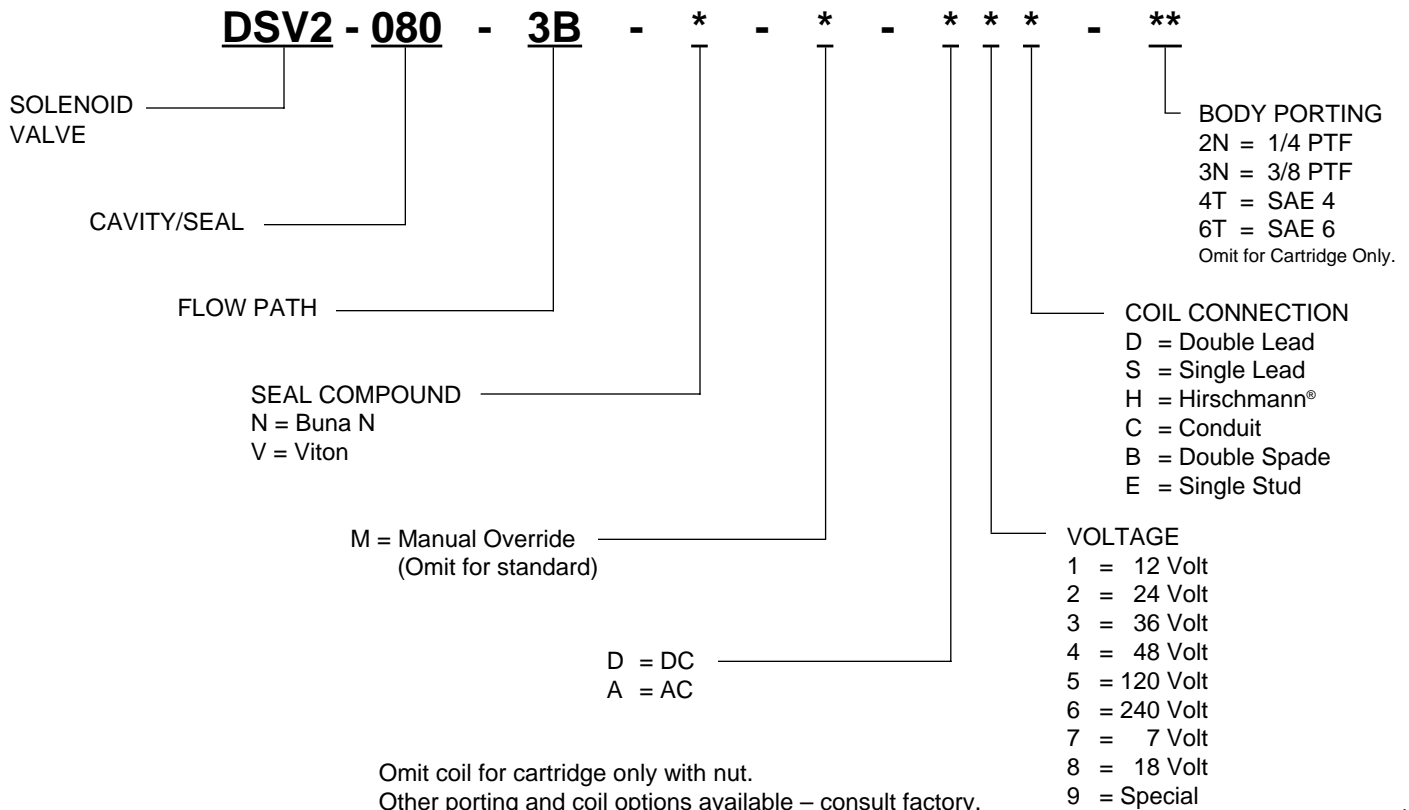 DSV2 - 080 - 3B - * - * - * * * - **
SOLENOID
VALVE
CAVITY/SEAL
FLOW PATH
SEAL COMPOUND
N = Buna N
V = Viton
M = Manual Override
(Omit for standard)
D = DC
A = AC
BODY PORTING
2N = 1/4 PTF
3N = 3/8 PTF
4T = SAE 4
6T = SAE 6
Omit for Cartridge Only.
COIL CONNECTION
D = Double Lead
S = Single Lead
H = Hirschmann®
C = Conduit
B = Double Spade
E = Single Stud
VOLTAGE
1 = 12 Volt
2 = 24 Volt
3 = 36 Volt
4 = 48 Volt
5 = 120 Volt
6 = 240 Volt
7 = 7 Volt
8 = 18 Volt
9 = Special
Omit coil for cartridge only with nut.
Other porting and coil options available – consult factory.